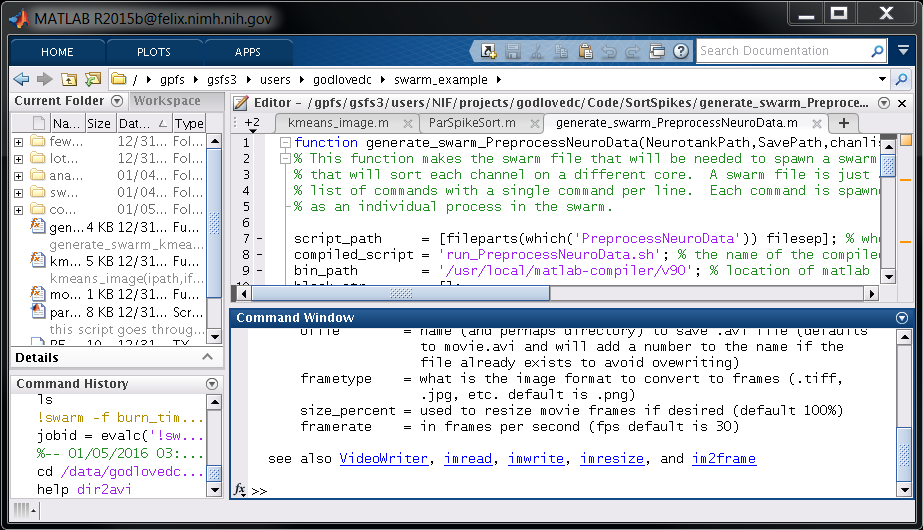 MATLAB R2015b@felix.nimh.nih.gov
HOME PLOTS APPS
Search Documentation
/ gpfs gsfs3 users godlovedc swarm_example
Current Folder Workspace
Na... Size Dat... Type
few... 12/31... Fol...
lot... 12/31... Fol...
ana... 01/04... Fol...
sw... 01/04... Fol...
co... 01/05... Fol...
gen... 4 KB 12/31... Fu...
generate_swarm_kmea...
km... 5 KB 12/31... Fu...
kmeans_image(ipath,if...
mo... 1 KB 12/31... Fu...
par... 8 KB 12/31... Scr...
this script goes throug...
Details
Command History
ls
!swarm -f burn_tim...
jobid = evalc('!sw...
%-- 01/05/2016 03:...
cd /data/godlovedc...
help dir2avi
Editor - /gpfs/gsfs3/users/NIF/projects/godlovedc/Code/SortSpikes/generate_swarm_Preproce...
+2 kmeans_image.m ParSpikeSort.m generate_swarm_PreprocessNeuroData.m
1 function generate_swarm_PreprocessNeuroData(NeurotankPath,SavePath,chanlis
2 % This function makes the swarm file that will be needed to spawn a swarm
3 % that will sort each channel on a different core. A swarm file is just
4 % list of commands with a single command per line. Each command is spawne
5 % as an individual process in the swarm.
6
7 - script_path = [fileparts(which('PreprocessNeuroData')) filesep]; % whe
8 - compiled_script = 'run_PreprocessNeuroData.sh'; % the name of the compile
9 - bin_path = '/usr/local/matlab-compiler/v90'; % location of matlab
Command Window
ofile = name (and perhaps directory) to save .avi file (defaults
to movie.avi and will add a number to the name if the
file already exists to avoid ovewriting)
frametype = what is the image format to convert to frames (.tiff,
.jpg, etc. default is .png)
size_percent = used to resize movie frames if desired (default 100%)
framerate = in frames per second (fps default is 30)
see also VideoWriter, imread, imwrite, imresize, and im2frame
fx >>